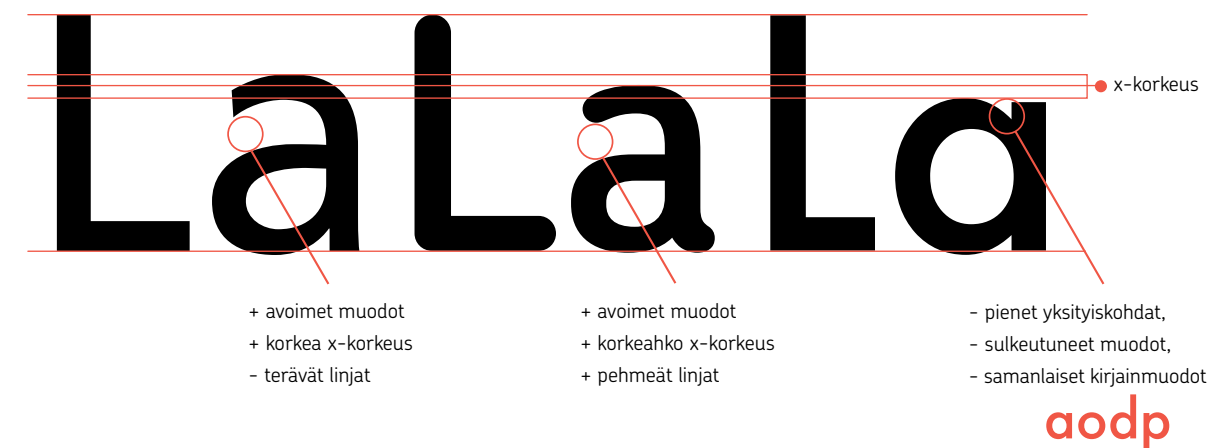 LaLaLa
x-korkeus
+ avoimet muodot
+ korkea x-korkeus
- terävät linjat
+ avoimet muodot
+ korkeahko x-korkeus
+ pehmeät linjat
- pienet yksityiskohdat,
- sulkeutuneet muodot,
- samanlaiset kirjainmuodot
aodp